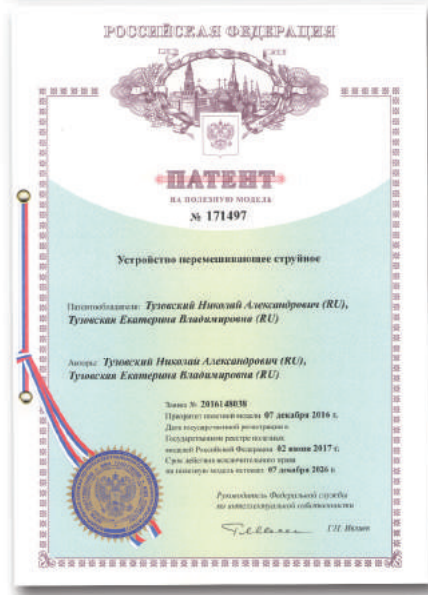 РОССИЙСКАЯ ФЕДЕРАЦИЯ
ПАТЕНТ
НА ПОЛЕЗНУЮ МОДЕЛЬ
№ 171497
Устройство перемешивающее струйное
Патентообладатели: Тузовский Николай Александрович (RU),
Тузовская Екатерина Владимировна (RU)
Авторы: Тузовский Николай Александрович (RU),
Тузовская Екатерина Владимировна (RU)
Заявка № 2016148038
Приоритет полезной модели 07 декабря 2016 г.
Дата государственной регистрации в
Государственном реестре полезных
моделей Российской Федерации 02 июня 2017 г.
Срок действия исключительного права
на полезную модель истекает 07 декабря 2026 г.
Руководитель Федеральной службы
по интеллектуальной собственности
Г.П. Ивлиев